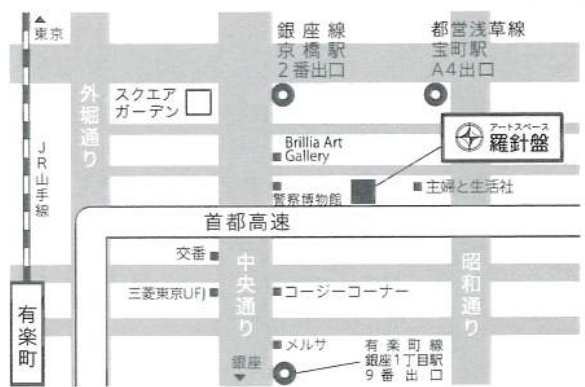 東京
銀座線
京橋駅
2番出口
都営浅草線
宝町駅
A4出口
外堀通り
スクエア
ガーデン
アートスペース
羅針盤
JR山手線
Brillia Art
Gallery
警察博物館
主婦と生活社
首都高速
交番
中央通り
昭和通り
三菱東京UFJ
コージーコーナー
有楽町
メルサ
有楽町線
銀座1丁目駅
9番出口
銀座